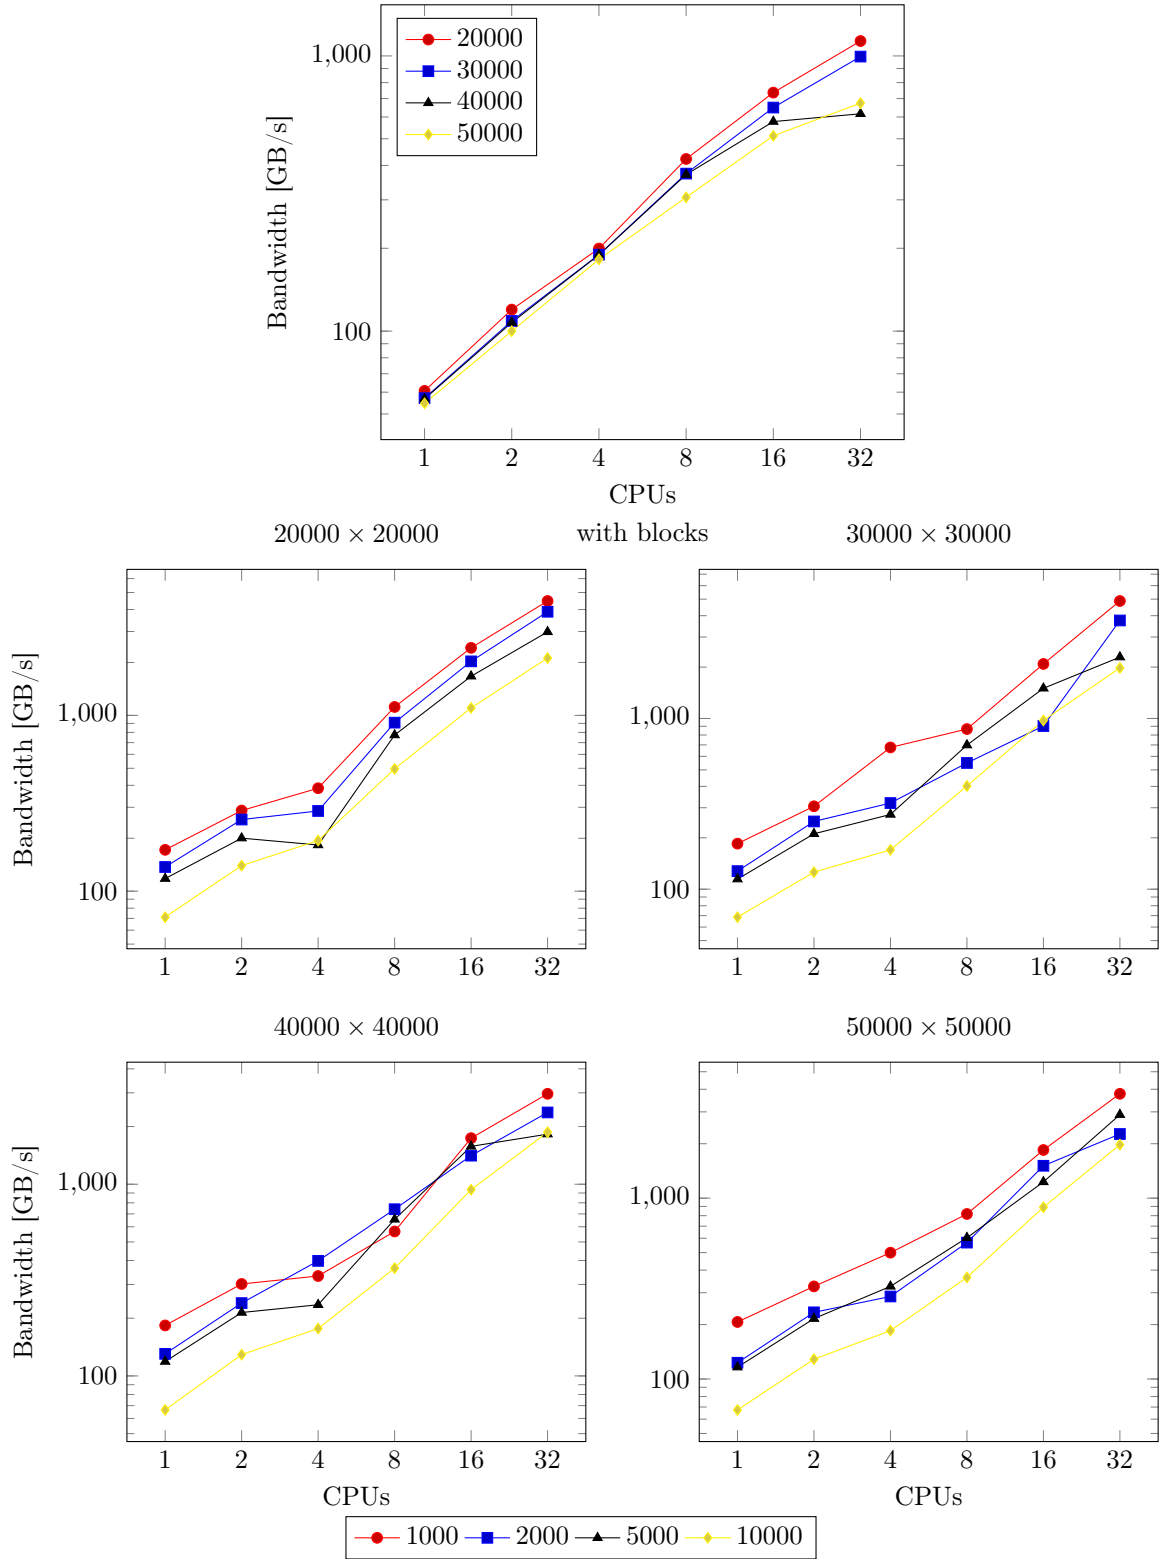 20000
30000
40000
50000
1,000
100
Bandwidth [GB/s]
1 2 4 8 16 32
CPUs
with blocks
20000 × 20000
1,000
100
Bandwidth [GB/s]
1 2 4 8 16 32
30000 × 30000
1,000
100
1 2 4 8 16 32
40000 × 40000
1,000
100
Bandwidth [GB/s]
1 2 4 8 16 32
CPUs
50000 × 50000
1,000
100
1 2 4 8 16 32
CPUs
1000 2000 5000 10000